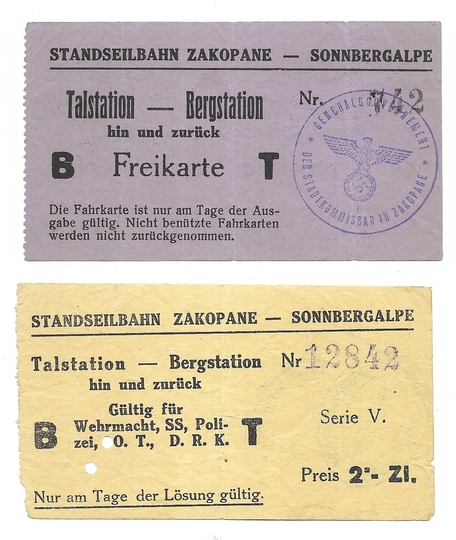 STANDSEILBAHN ZAKOPANE — SONNBERGALPE
Talstation — Bergstation Nr. 742
hin und zurück
B Freikarte T
Die Fahrkarte ist nur am Tage der Aus-
gabe gültig. Nicht benützte Fahrkarten
werden nicht zurückgenommen.
GENERALGOUVERNEMENT
DER STADTKOMMISSAR IN ZAKOPANE
STANDSEILBAHN ZAKOPANE — SONNBERGALPE
Talstation — Bergstation Nr 12842
hin und zurück
Gültig für
Wehrmacht, SS, Poli-
zei, O. T., D. R. K.
B T
Serie V.
Preis 2·- Zl.
Nur am Tage der Lösung gültig.